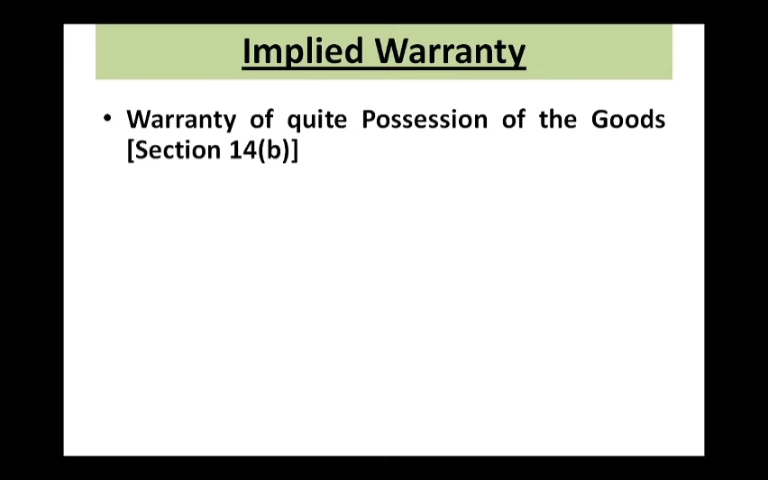 Implied Warranty
• Warranty of quite Possession of the Goods
[Section 14(b)]